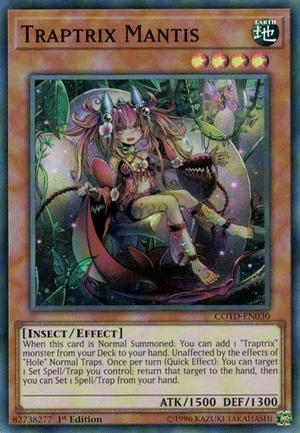 TRAPTRIX MANTIS
EARTH
地
COTD-EN030
[INSECT/EFFECT]
When this card is Normal Summoned: You can add 1 "Traptrix"
monster from your Deck to your hand. Unaffected by the effects of
"Hole" Normal Traps. Once per turn (Quick Effect): You can target
1 Set Spell/Trap you control; return that target to the hand, then
you can Set 1 Spell/Trap from your hand.
ATK/1500 DEF/1300
82738277 1st Edition ©1996 KAZUKI TAKAHASHI